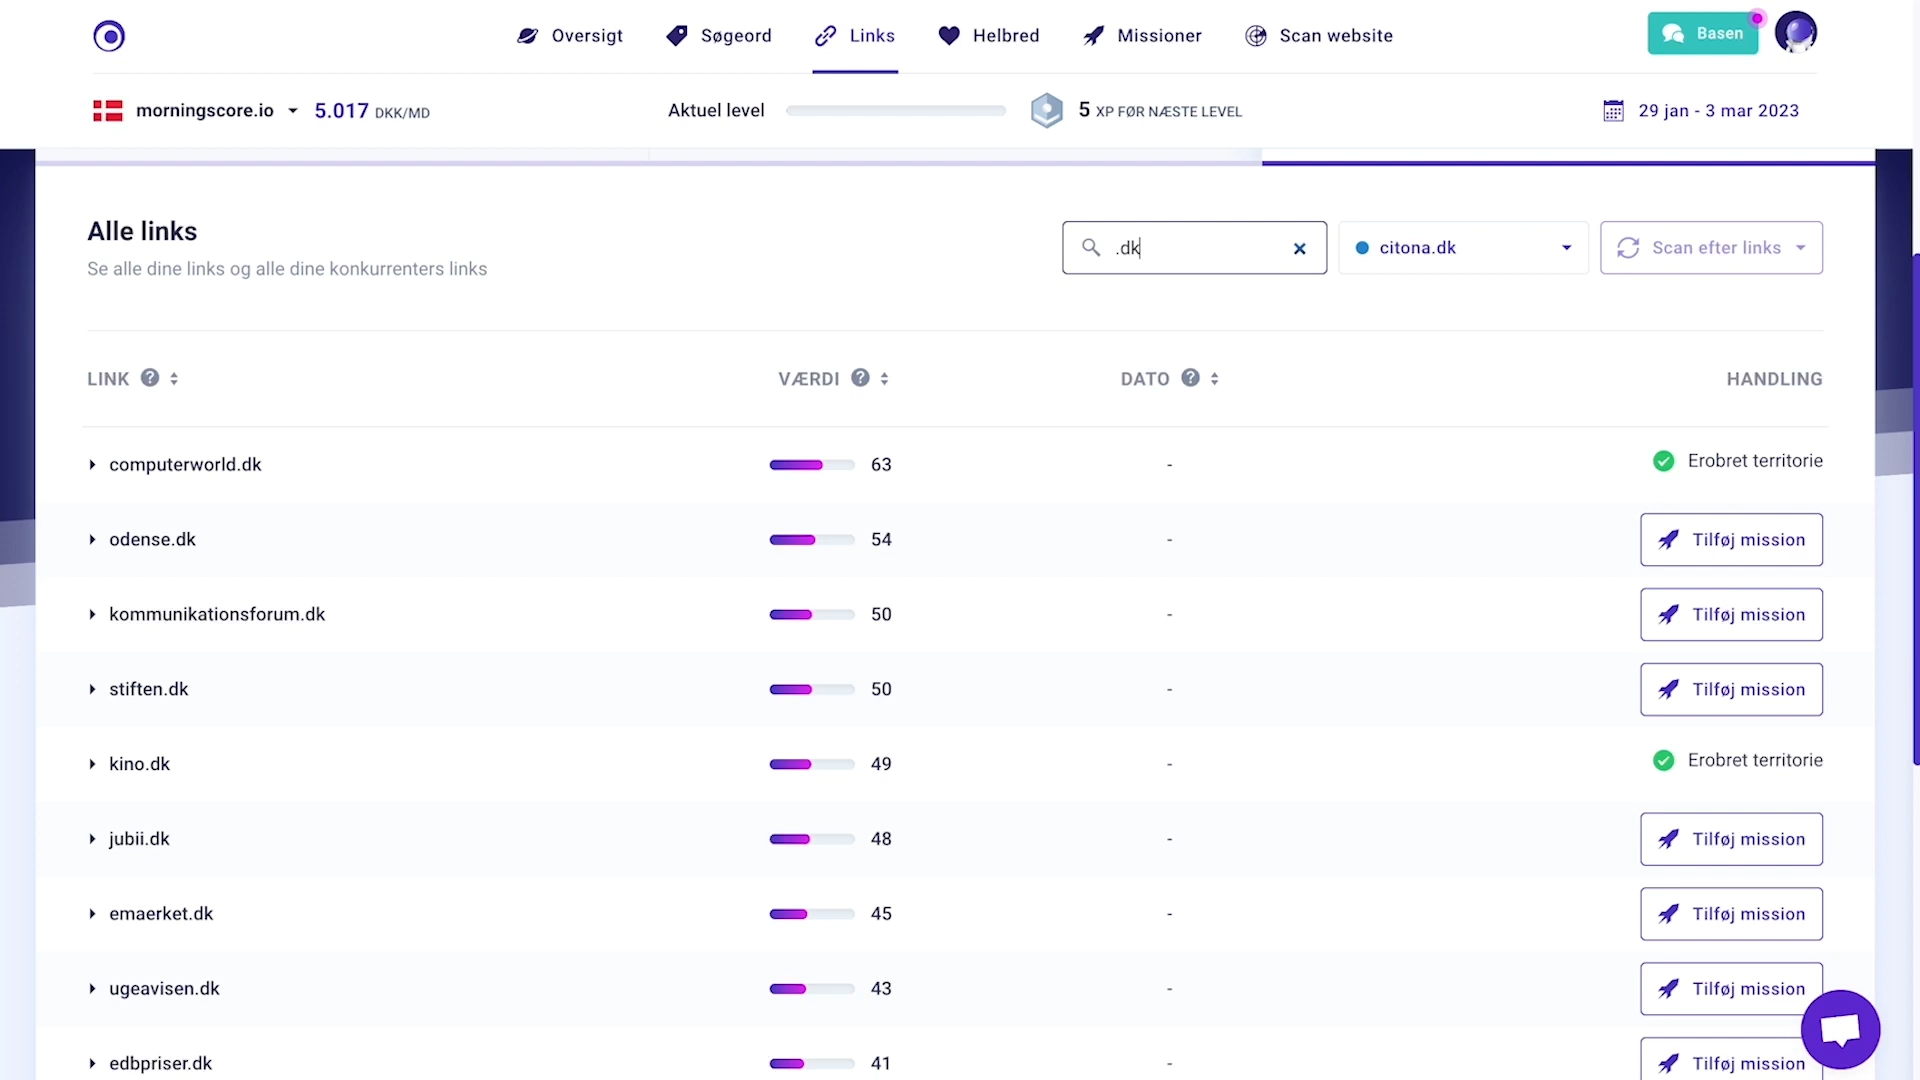 Oversigt Søgeord Links Helbred Missioner Scan website Basen
morningscore.io 5.017 DKK/MD Aktuel level 5 XP FØR NÆSTE LEVEL 29 jan - 3 mar 2023
Alle links
Se alle dine links og alle dine konkurrenters links
.dk citona.dk Scan efter links
LINK VÆRDI DATO HANDLING
computerworld.dk 63 - Erobret territorie
odense.dk 54 - Tilføj mission
kommunikationsforum.dk 50 - Tilføj mission
stiften.dk 50 - Tilføj mission
kino.dk 49 - Erobret territorie
jubii.dk 48 - Tilføj mission
emaerket.dk 45 - Tilføj mission
ugeavisen.dk 43 - Tilføj mission
edbpriser.dk 41 - Tilføj mission